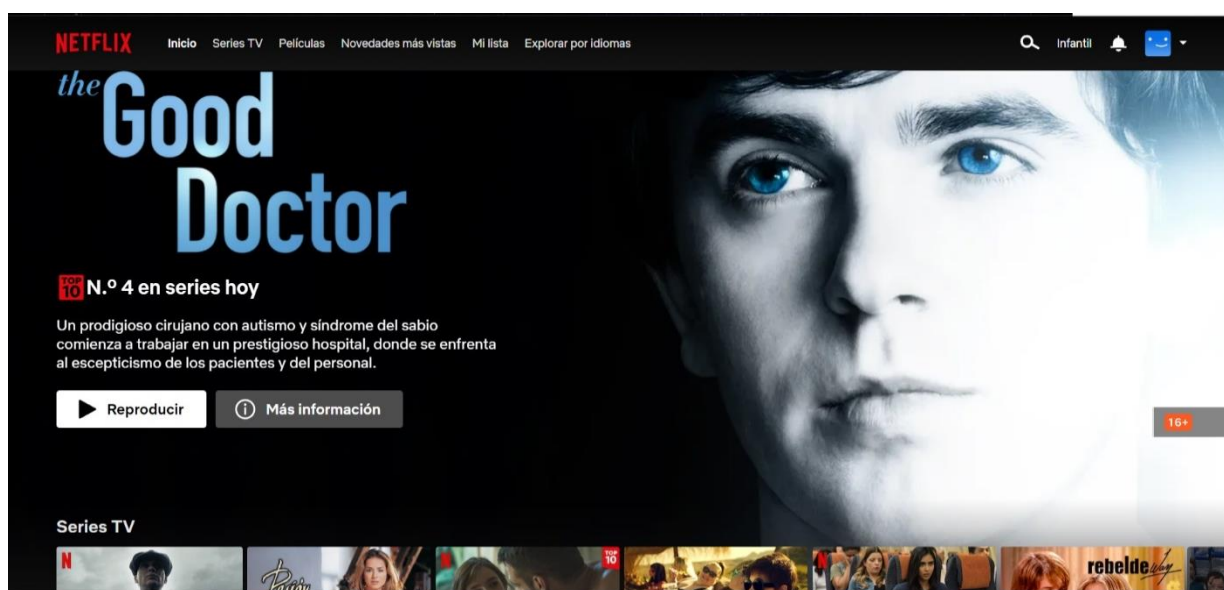 NETFLIX Inicio Series TV Películas Novedades más vistas Mi lista Explorar por idiomas Infantil
the
Good
Doctor
TOP
10 N.º 4 en series hoy
Un prodigioso cirujano con autismo y síndrome del sabio
comienza a trabajar en un prestigioso hospital, donde se enfrenta
al escepticismo de los pacientes y del personal.
Reproducir Más información
16+
Series TV
N
N
TOP
10
N
rebelde Way